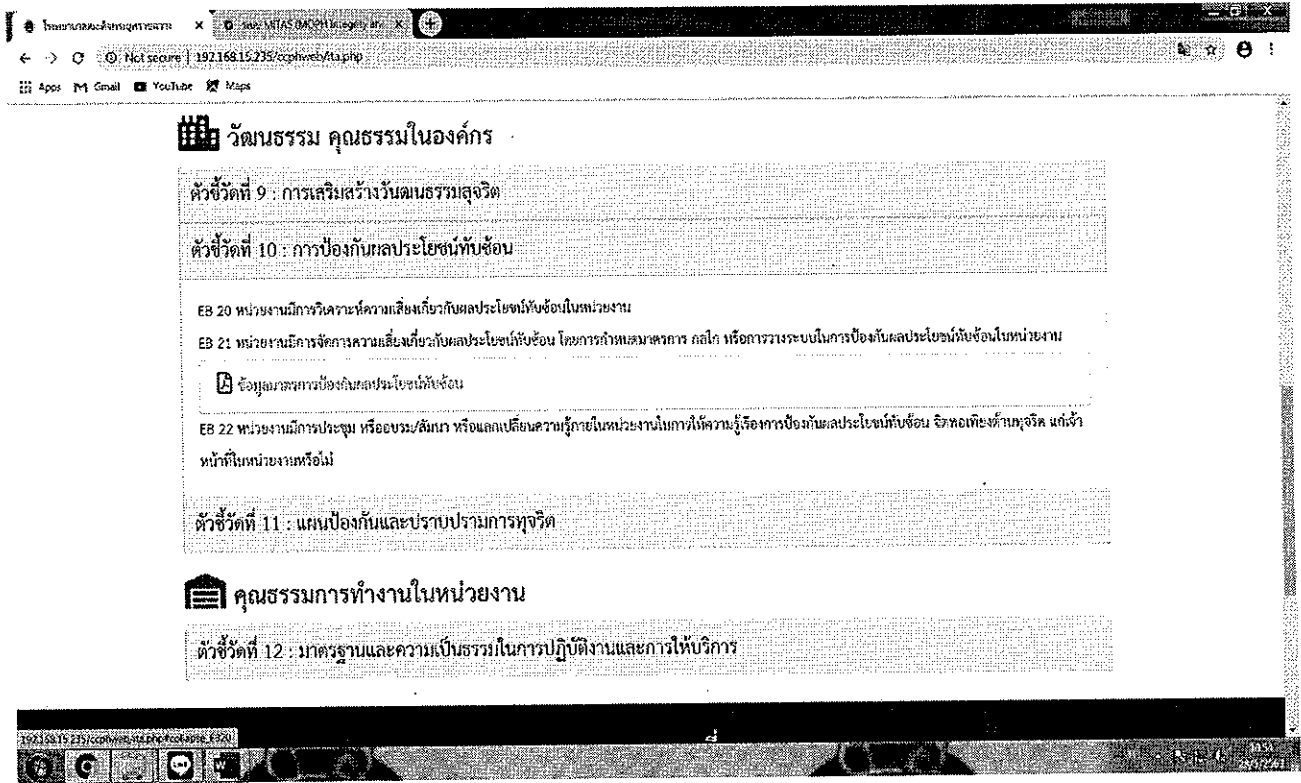 Not secure | 192.168.15.235/ccphweb/ita.php
Apps Gmail YouTube Maps
วัฒนธรรม คุณธรรมในองค์กร
ตัวชี้วัดที่ 9 : การเสริมสร้างวันฒนธรรมสุจริต
ตัวชี้วัดที่ 10 : การป้องกันผลประโยชน์ทับซ้อน
EB 20 หน่วยงานมีการวิเคราะห์ความเสี่ยงเกี่ยวกับผลประโยชน์ทับซ้อนในหน่วยงาน
EB 21 หน่วยงานมีการจัดการความเสี่ยงเกี่ยวกับผลประโยชน์ทับซ้อน โดยการกำหนดมาตรการ กลไก หรือการวางระบบในการป้องกันผลประโยชน์ทับซ้อนในหน่วยงาน
ข้อมูลมาตรการป้องกันผลประโยชน์ทับซ้อน
EB 22 หน่วยงานมีการประชุม หรืออบรม/สัมนา หรือแลกเปลี่ยนความรู้ภายในหน่วยงานในการให้ความรู้เรื่องการป้องกันผลประโยชน์ทับซ้อน จิตพอเพียงต้านทุจริต แก่เจ้า
หน้าที่ในหน่วยงานหรือไม่
ตัวชี้วัดที่ 11 : แผนป้องกันและปราบปรามการทุจริต
คุณธรรมการทำงานในหน่วยงาน
ตัวชี้วัดที่ 12 : มาตรฐานและความเป็นธรรมในการปฏิบัติงานและการให้บริการ